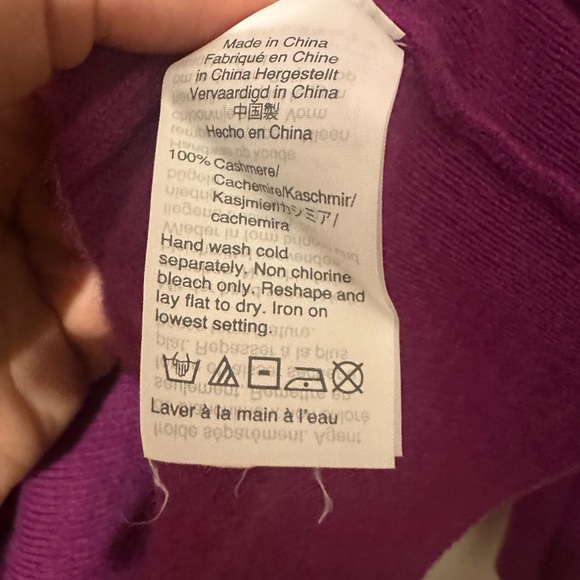 Made in China
Fabriqué en Chine
in China Hergestellt
Vervaardigd in China
中国製
Hecho en China
100% Cashmere/
Cachemire/Kaschmir/
Kasjmier/カシミア/
cachemira
Hand wash cold
separately. Non chlorine
bleach only. Reshape and
lay flat to dry. Iron on
lowest setting.
Laver à la main à l'eau